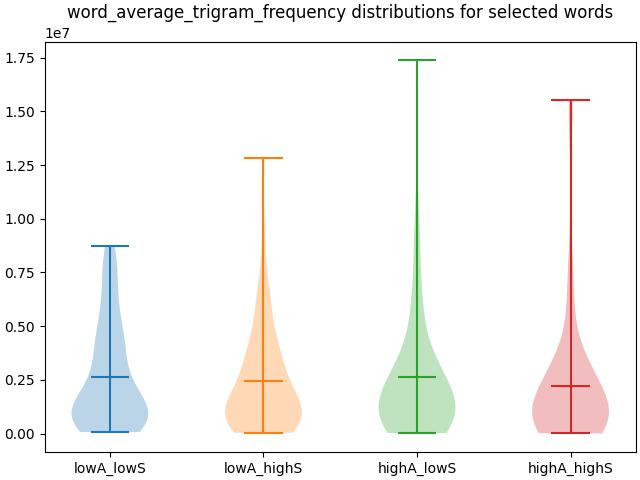 word_average_trigram_frequency distributions for selected words
1e7
1.75
1.50
1.25
1.00
0.75
0.50
0.25
0.00
lowA_lowS lowA_highS highA_lowS highA_highS